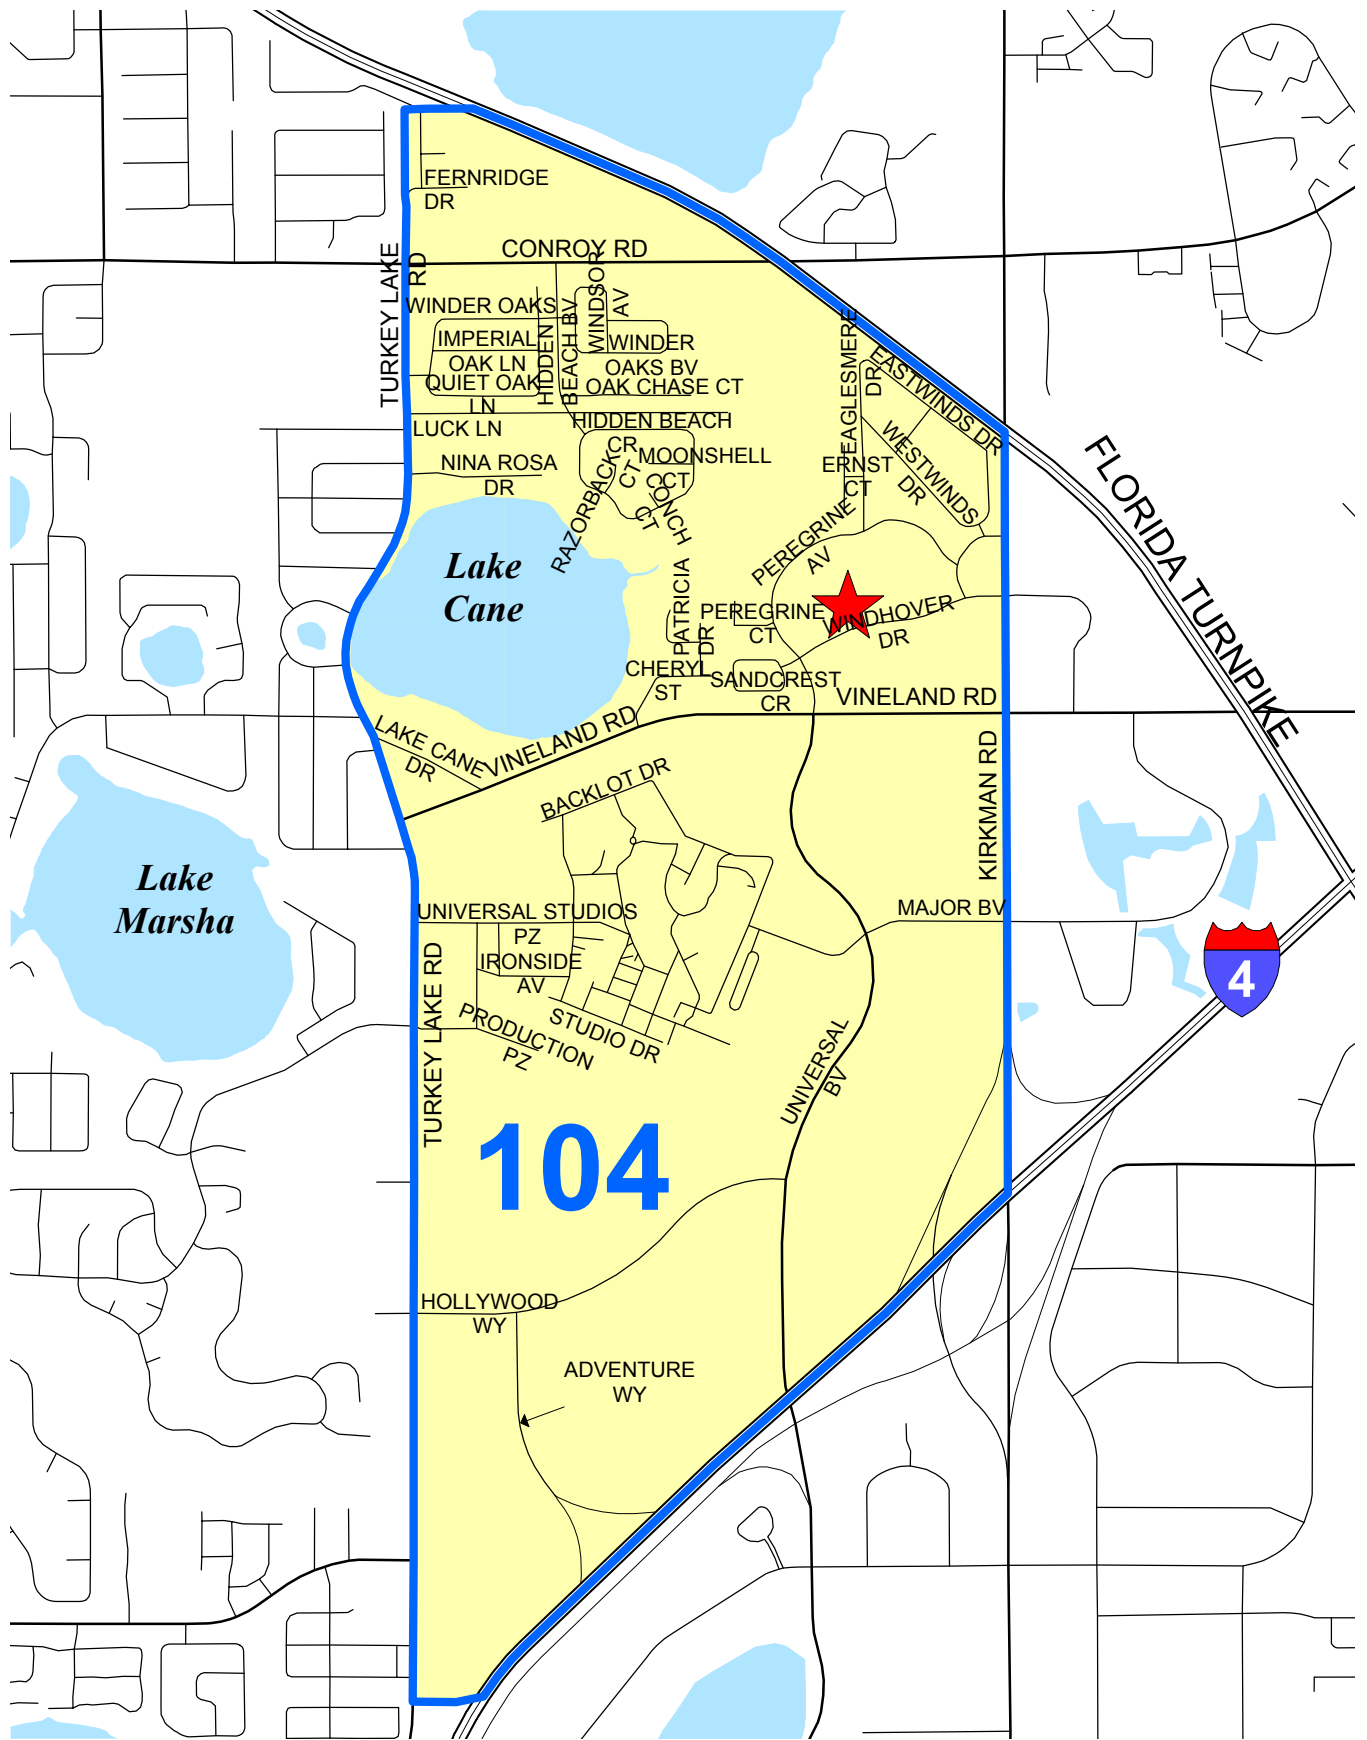 FERNRIDGE
DR
CONROY RD
TURKEY LAKE
RD
WINDER OAKS
WINDSOR
AV
HIDDEN
BEACH BV
IMPERIAL
OAK LN
WINDER
OAKS BV
QUIET OAK
LN
OAK CHASE CT
EAGLESMERE
DR
EASTWINDS DR
LUCK LN
HIDDEN BEACH
CR
WESTWINDS
DR
NINA ROSA
DR
RAZORBACK
CT
MOONSHELL
CT
CONCH
CT
ERNST
CT
FLORIDA TURNPIKE
PEREGRINE
AV
Lake
Cane
PATRICIA
DR
PEREGRINE
CT
WINDHOVER
DR
CHERYL
ST
SANDCREST
CR
VINELAND RD
VINELAND RD
LAKE CANE
DR
KIRKMAN RD
BACKLOT DR
Lake
Marsha
UNIVERSAL STUDIOS
PZ
MAJOR BV
IRONSIDE
AV
4
TURKEY LAKE RD
PRODUCTION
PZ
STUDIO DR
UNIVERSAL
BV
104
HOLLYWOOD
WY
ADVENTURE
WY